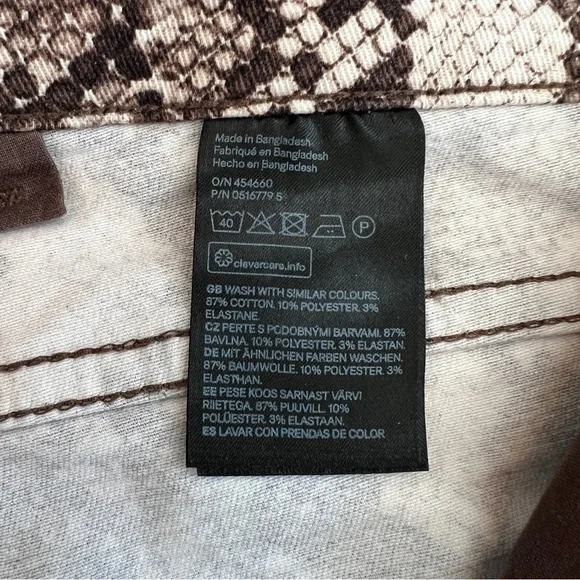 Made in Bangladesh
Fabriqué en Bangladesh
Hecho en Bangladesh
O/N 454660
P/N 0516779 5
40
P
clevercare.info
GB WASH WITH SIMILAR COLOURS.
87% COTTON. 10% POLYESTER. 3%
ELASTANE.
CZ PERTE S PODOBNÝMI BARVAMI. 87%
BAVLNA. 10% POLYESTER. 3% ELASTAN.
DE MIT ÄHNLICHEN FARBEN WASCHEN.
87% BAUMWOLLE. 10% POLYESTER. 3%
ELASTHAN.
EE PESE KOOS SARNAST VÄRVI
RIIETEGA. 87% PUUVILL. 10%
POLÜESTER. 3% ELASTAAN.
ES LAVAR CON PRENDAS DE COLOR